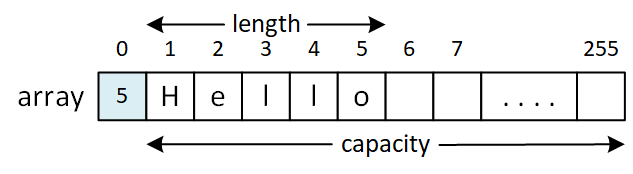 length
0 1 2 3 4 5 6 7 255
array 5 H e l l o . . . .
capacity